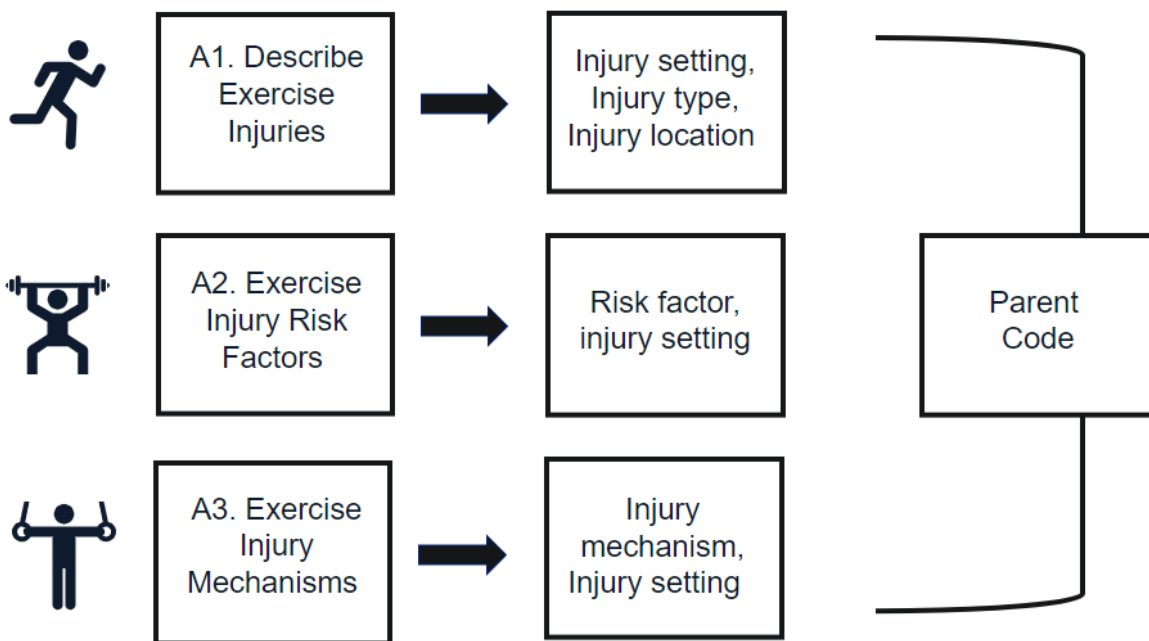 A1. Describe
Exercise
Injuries
Injury setting,
Injury type,
Injury location
A2. Exercise
Injury Risk
Factors
Risk factor,
injury setting
Parent
Code
A3. Exercise
Injury
Mechanisms
Injury
mechanism,
Injury setting